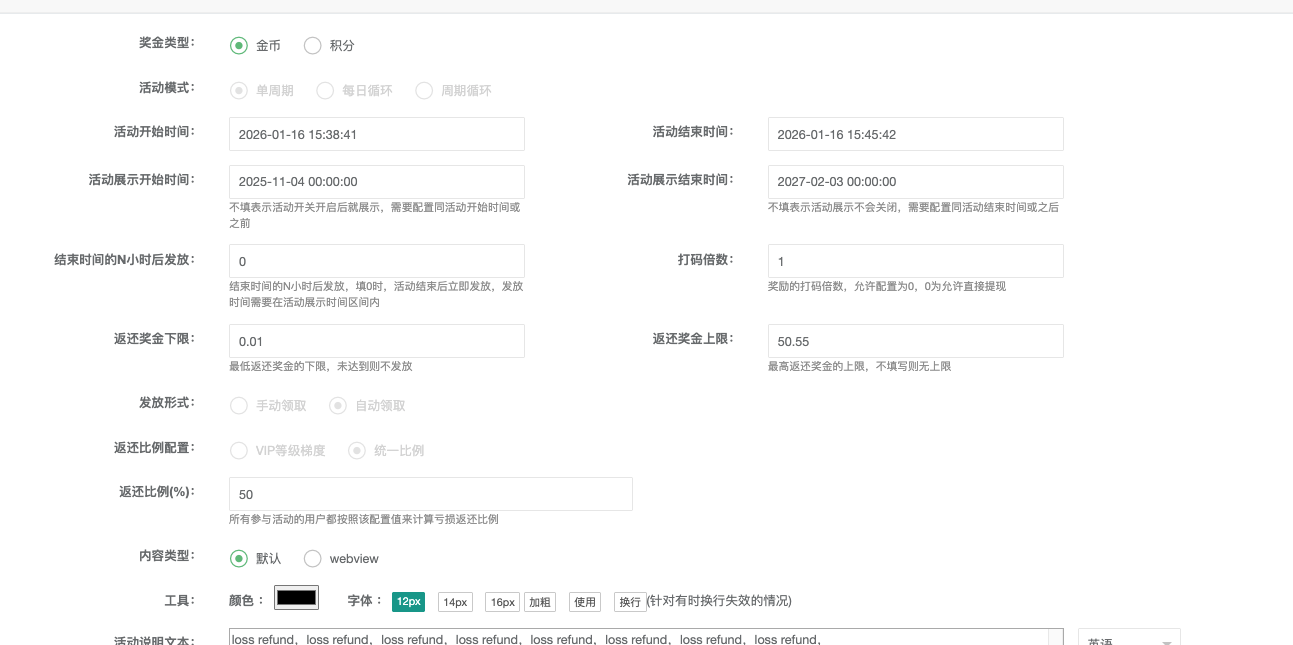 奖金类型： 金币 积分
活动模式： 单周期 每日循环 周期循环
活动开始时间： 2026-01-16 15:38:41 活动结束时间： 2026-01-16 15:45:42
活动展示开始时间： 2025-11-04 00:00:00 活动展示结束时间： 2027-02-03 00:00:00
不填表示活动开关开启后就展示，需要配置同活动开始时间或 不填表示活动展示不会关闭，需要配置同活动结束时间或之后
之前
结束时间的N小时后发放： 0 打码倍数： 1
结束时间的N小时后发放，填0时，活动结束后立即发放，发放 奖励的打码倍数，允许配置为0，0为允许直接提现
时间需要在活动展示时间区间内
返还奖金下限： 0.01 返还奖金上限： 50.55
最低返还奖金的下限，未达到则不发放 最高返还奖金的上限，不填写则无上限
发放形式： 手动领取 自动领取
返还比例配置： VIP等级梯度 统一比例
返还比例(%)： 50
所有参与活动的用户都按照该配置值来计算亏损返还比例
内容类型： 默认 webview
工具： 颜色： 字体： 12px 14px 16px 加粗 使用 换行 (针对有时换行失效的情况)
活动说明文本： loss refund，loss refund，loss refund，loss refund，loss refund，loss refund，loss refund，loss refund， 英语